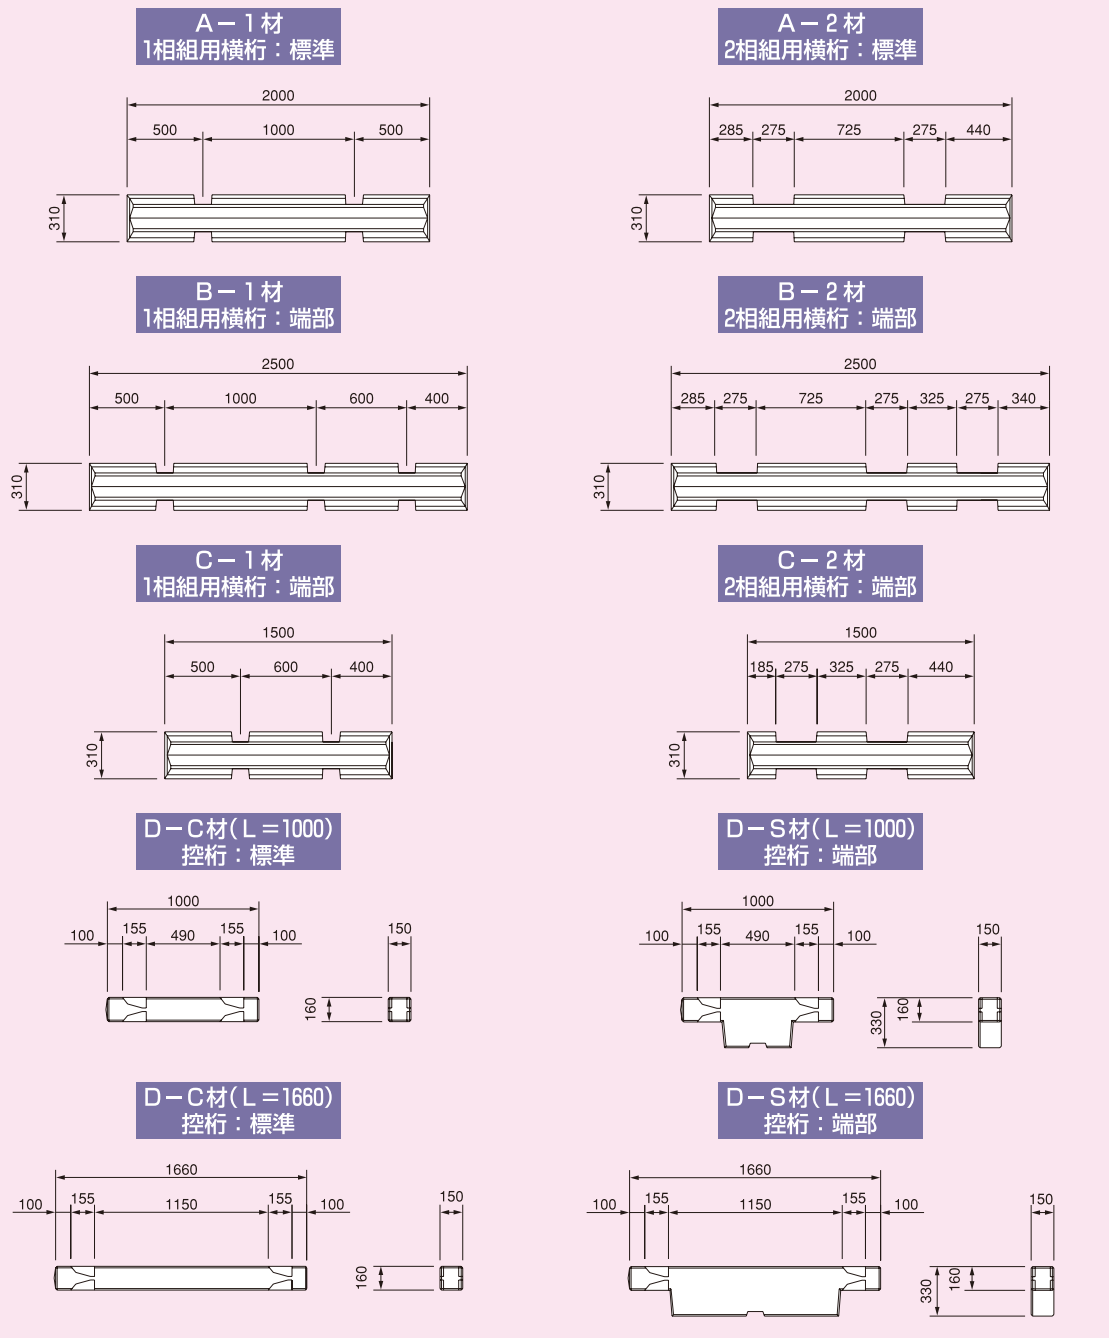 A－1材
1相組用横桁：標準
2000
500 1000 500
310
A－2材
2相組用横桁：標準
2000
285 275 725 275 440
310
B－1材
1相組用横桁：端部
2500
500 1000 600 400
310
B－2材
2相組用横桁：端部
2500
285 275 725 275 325 275 340
310
C－1材
1相組用横桁：端部
1500
500 600 400
310
C－2材
2相組用横桁：端部
1500
185 275 325 275 440
310
D－C材(L＝1000)
控桁：標準
1000
100 155 490 155 100
150
160
D－S材(L＝1000)
控桁：端部
1000
100 155 490 155 100
150
330 160
D－C材(L＝1660)
控桁：標準
1660
100 155 1150 155 100
150
160
D－S材(L＝1660)
控桁：端部
1660
100 155 1150 155 100
150
330 160